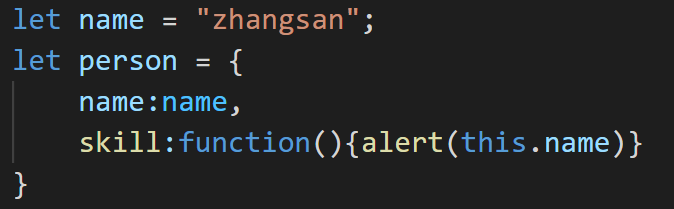 let name = "zhangsan";
let person = {
    name:name,
    skill:function(){alert(this.name)}
}